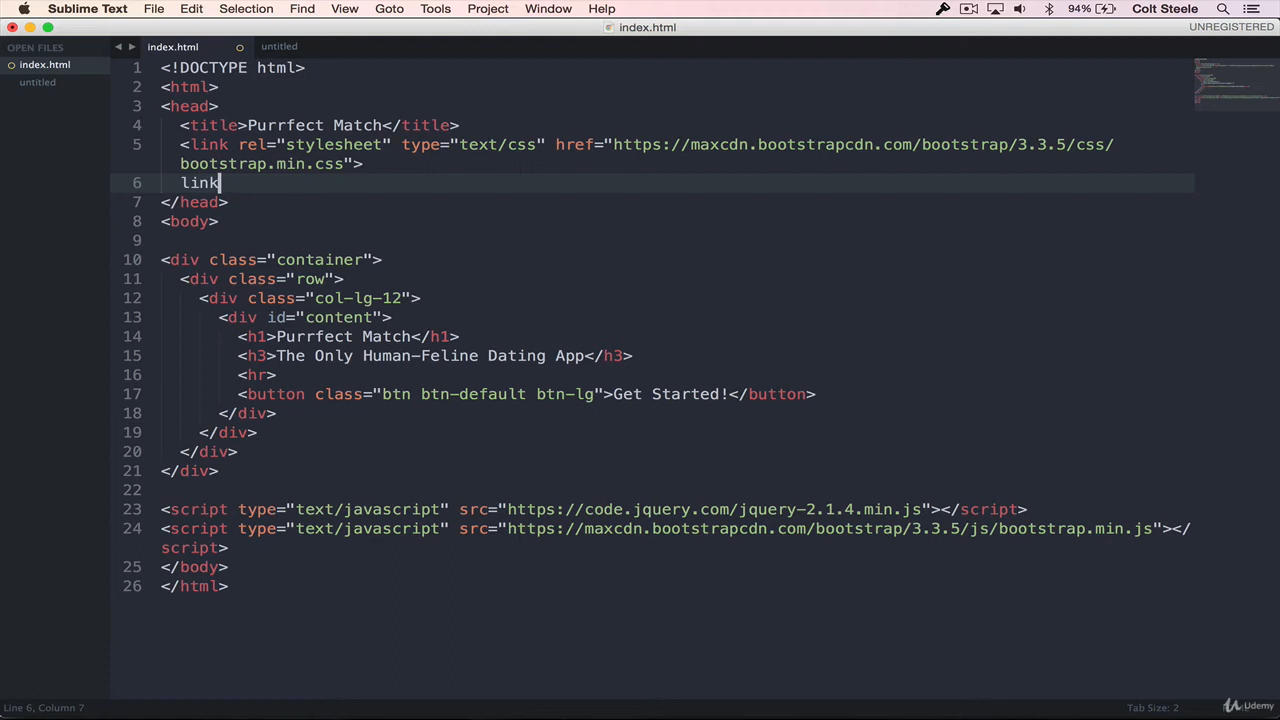 Sublime Text File Edit Selection Find View Goto Tools Project Window Help 94% Colt Steele
index.html UNREGISTERED
OPEN FILES
index.html
untitled
index.html untitled
1 <!DOCTYPE html>
2 <html>
3 <head>
4 <title>Purrfect Match</title>
5 <link rel="stylesheet" type="text/css" href="https://maxcdn.bootstrapcdn.com/bootstrap/3.3.5/css/
bootstrap.min.css">
6 link
7 </head>
8 <body>
9
10 <div class="container">
11 <div class="row">
12 <div class="col-lg-12">
13 <div id="content">
14 <h1>Purrfect Match</h1>
15 <h3>The Only Human-Feline Dating App</h3>
16 <hr>
17 <button class="btn btn-default btn-lg">Get Started!</button>
18 </div>
19 </div>
20 </div>
21 </div>
22
23 <script type="text/javascript" src="https://code.jquery.com/jquery-2.1.4.min.js"></script>
24 <script type="text/javascript" src="https://maxcdn.bootstrapcdn.com/bootstrap/3.3.5/js/bootstrap.min.js"></
script>
25 </body>
26 </html>
Line 6, Column 7 Tab Size: 2
Udemy